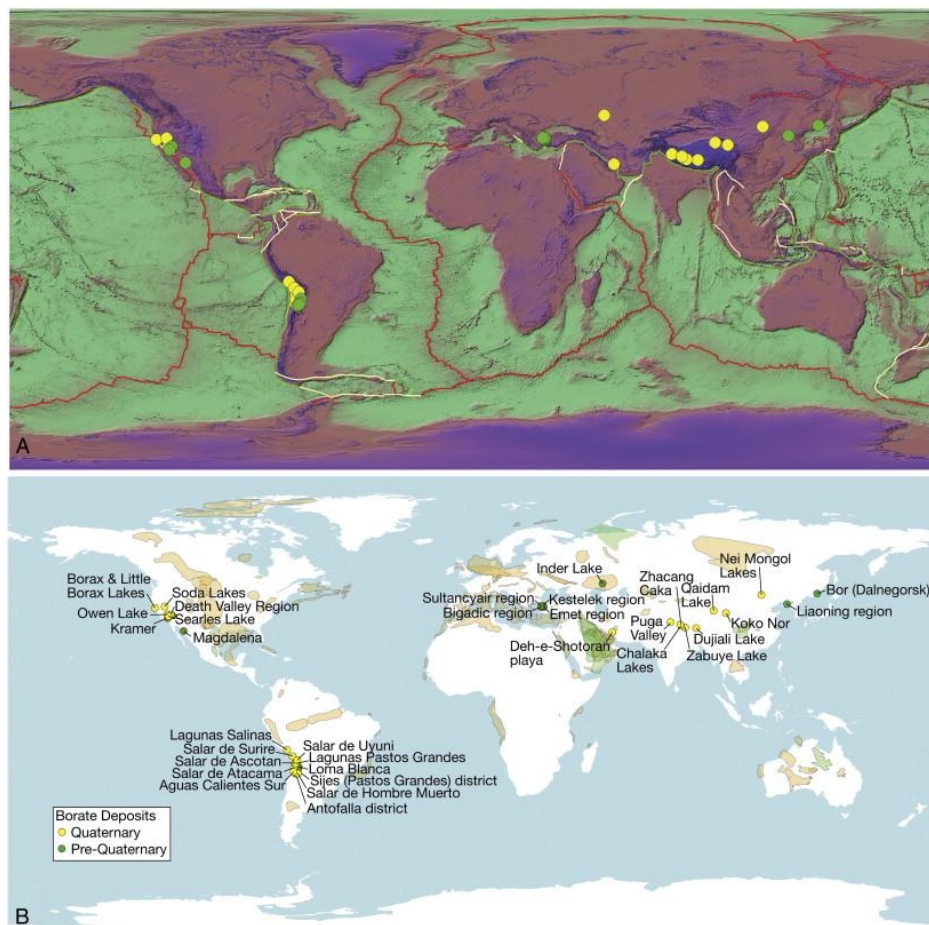 A
Borax & Little
Borax Lakes
Owen Lake
Kramer
Soda Lakes
Death Valley Region
Searles Lake
Magdalena
Inder Lake
Sultancyair region
Bigadic region
Kestelek region
Emet region
Deh-e-Shotoran
playa
Puga
Valley
Zhacang
Caka
Qaidam
Lake
Nei Mongol
Lakes
Bor (Dalnegorsk)
Liaoning region
Koko Nor
Dujiali Lake
Chalaka
Lakes
Zabuye Lake
Lagunas Salinas
Salar de Surire
Salar de Ascotan
Salar de Atacama
Aguas Calientes Sur
Salar de Uyuni
Lagunas Pastos Grandes
Loma Blanca
Sijes (Pastos Grandes) district
Salar de Hombre Muerto
Antofalla district
Borate Deposits
Quaternary
Pre-Quaternary
B